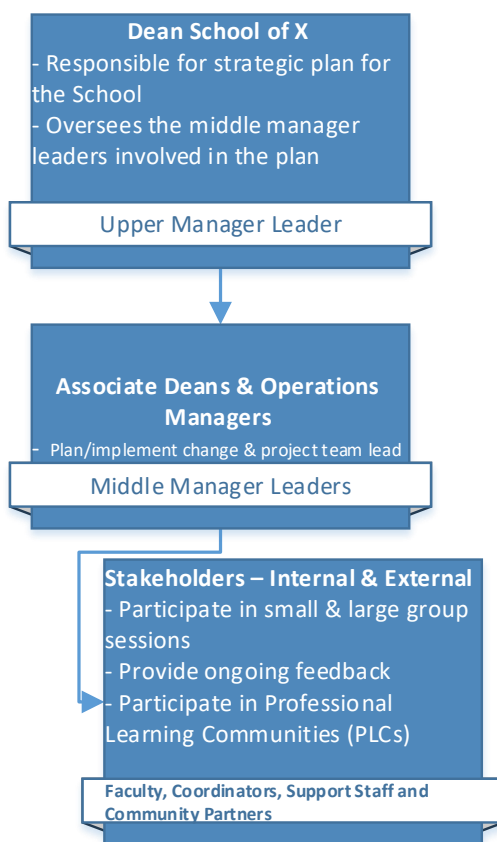 Dean School of X
- Responsible for strategic plan for
the School
- Oversees the middle manager
leaders involved in the plan
Upper Manager Leader
Associate Deans & Operations
Managers
- Plan/implement change & project team lead
Middle Manager Leaders
Stakeholders – Internal & External
- Participate in small & large group
sessions
- Provide ongoing feedback
- Participate in Professional
Learning Communities (PLCs)
Faculty, Coordinators, Support Staff and
Community Partners